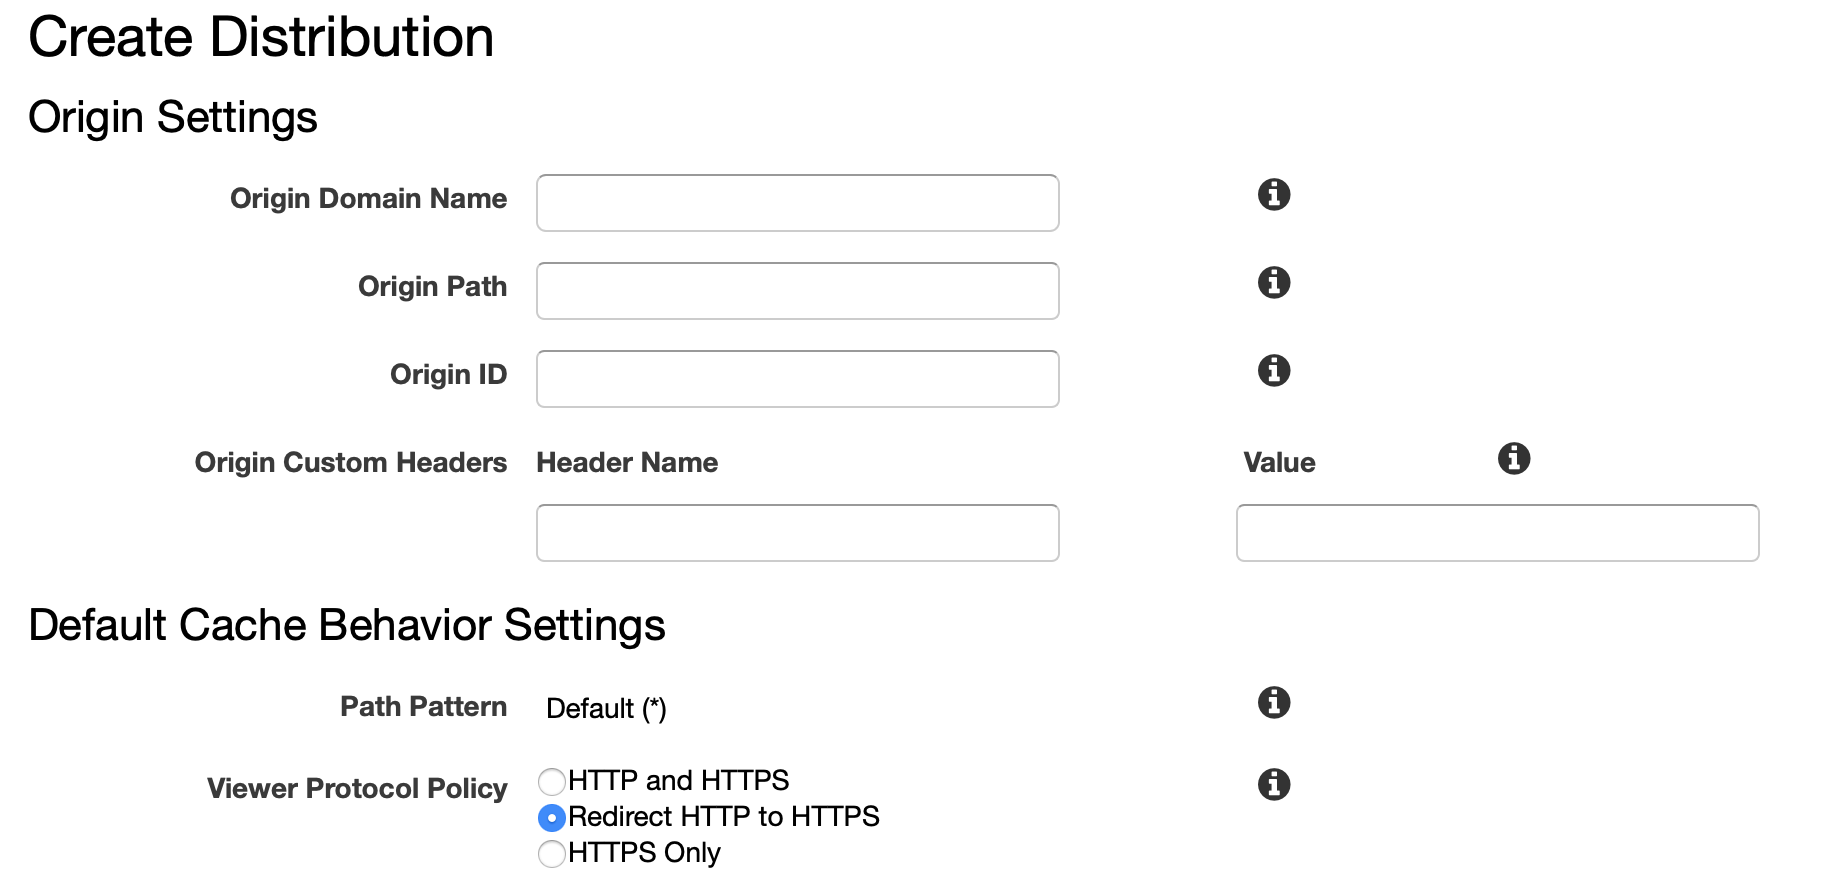 Create Distribution
Origin Settings
Origin Domain Name
Origin Path
Origin ID
Origin Custom Headers Header Name Value
Default Cache Behavior Settings
Path Pattern Default (*)
Viewer Protocol Policy HTTP and HTTPS
Redirect HTTP to HTTPS
HTTPS Only